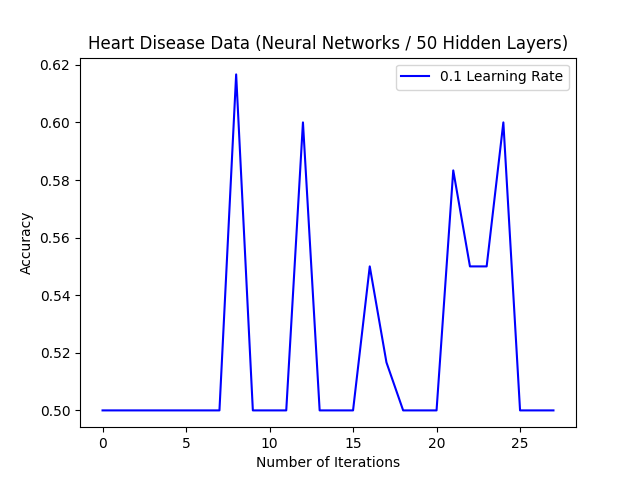 Heart Disease Data (Neural Networks / 50 Hidden Layers)
0.1 Learning Rate
0.62
0.60
0.58
0.56
0.54
0.52
0.50
Accuracy
0 5 10 15 20 25
Number of Iterations